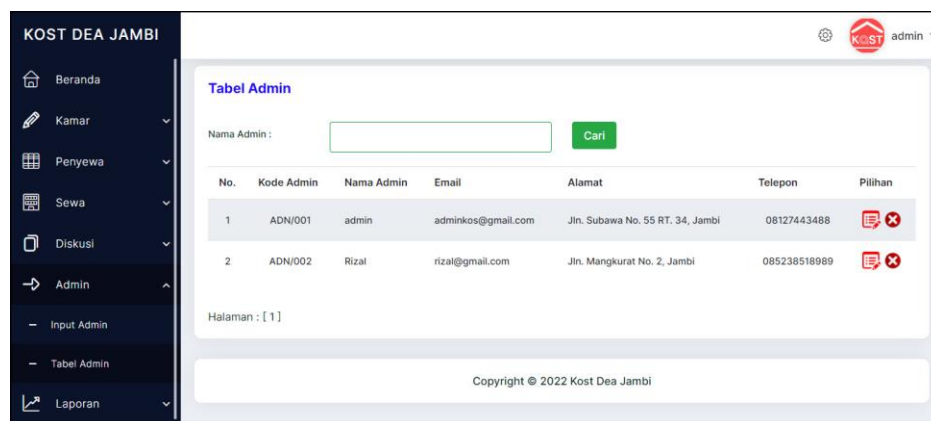 KOST DEA JAMBI
KOST
admin
Beranda
Kamar
Penyewa
Sewa
Diskusi
Admin
Input Admin
Tabel Admin
Laporan
Tabel Admin
Nama Admin :
Cari
No. Kode Admin Nama Admin Email Alamat Telepon Pilihan
1 ADN/001 admin adminkos@gmail.com Jln. Subawa No. 55 RT. 34, Jambi 08127443488
2 ADN/002 Rizal rizal@gmail.com Jln. Mangkurat No. 2, Jambi 085238518989
Halaman : [ 1 ]
Copyright © 2022 Kost Dea Jambi